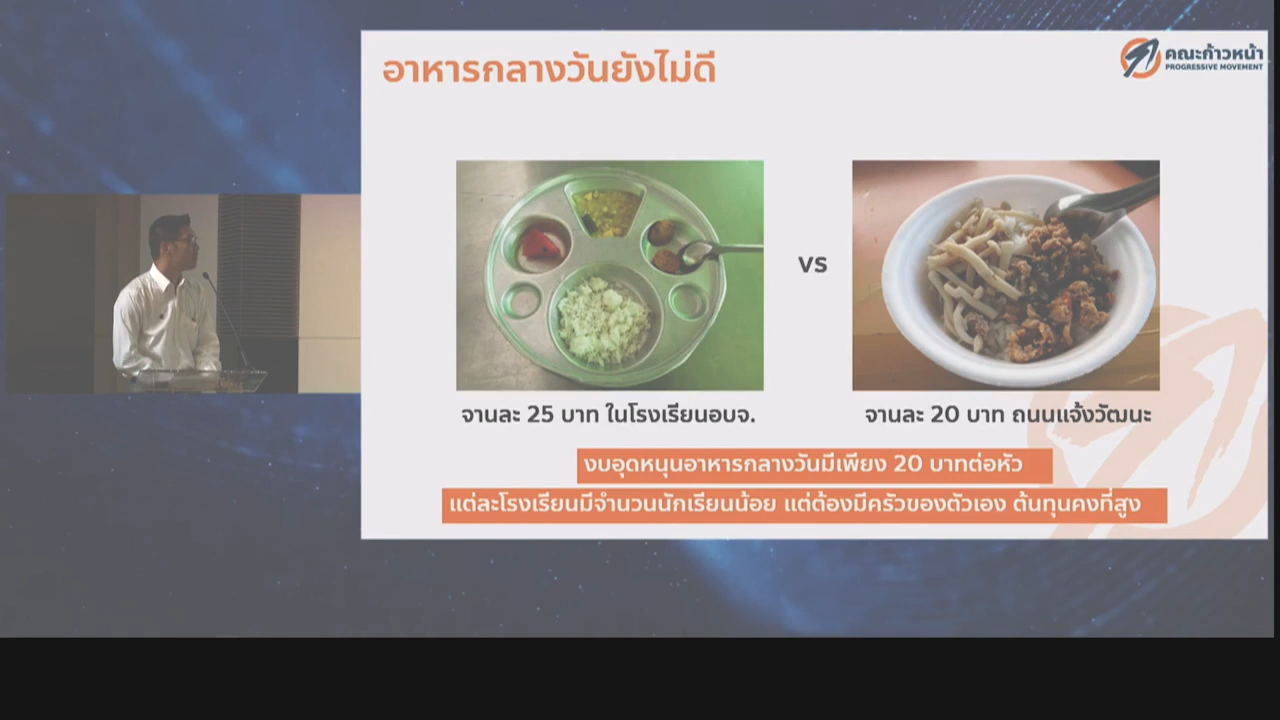 อาหารกลางวันยังไม่ดี
คณะก้าวหน้า
PROGRESSIVE MOVEMENT
vs
จานละ 25 บาท ในโรงเรียนอบจ.
จานละ 20 บาท ถนนแจ้งวัฒนะ
งบอุดหนุนอาหารกลางวันมีเพียง 20 บาทต่อหัว
แต่ละโรงเรียนมีจำนวนนักเรียนน้อย แต่ต้องมีครัวของตัวเอง ต้นทุนคงที่สูง